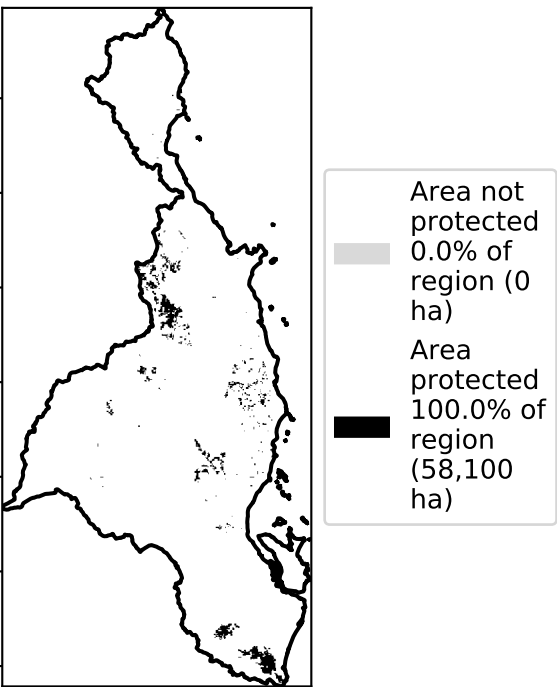 Area not
protected
0.0% of
region (0
ha)
Area
protected
100.0% of
region
(58,100
ha)